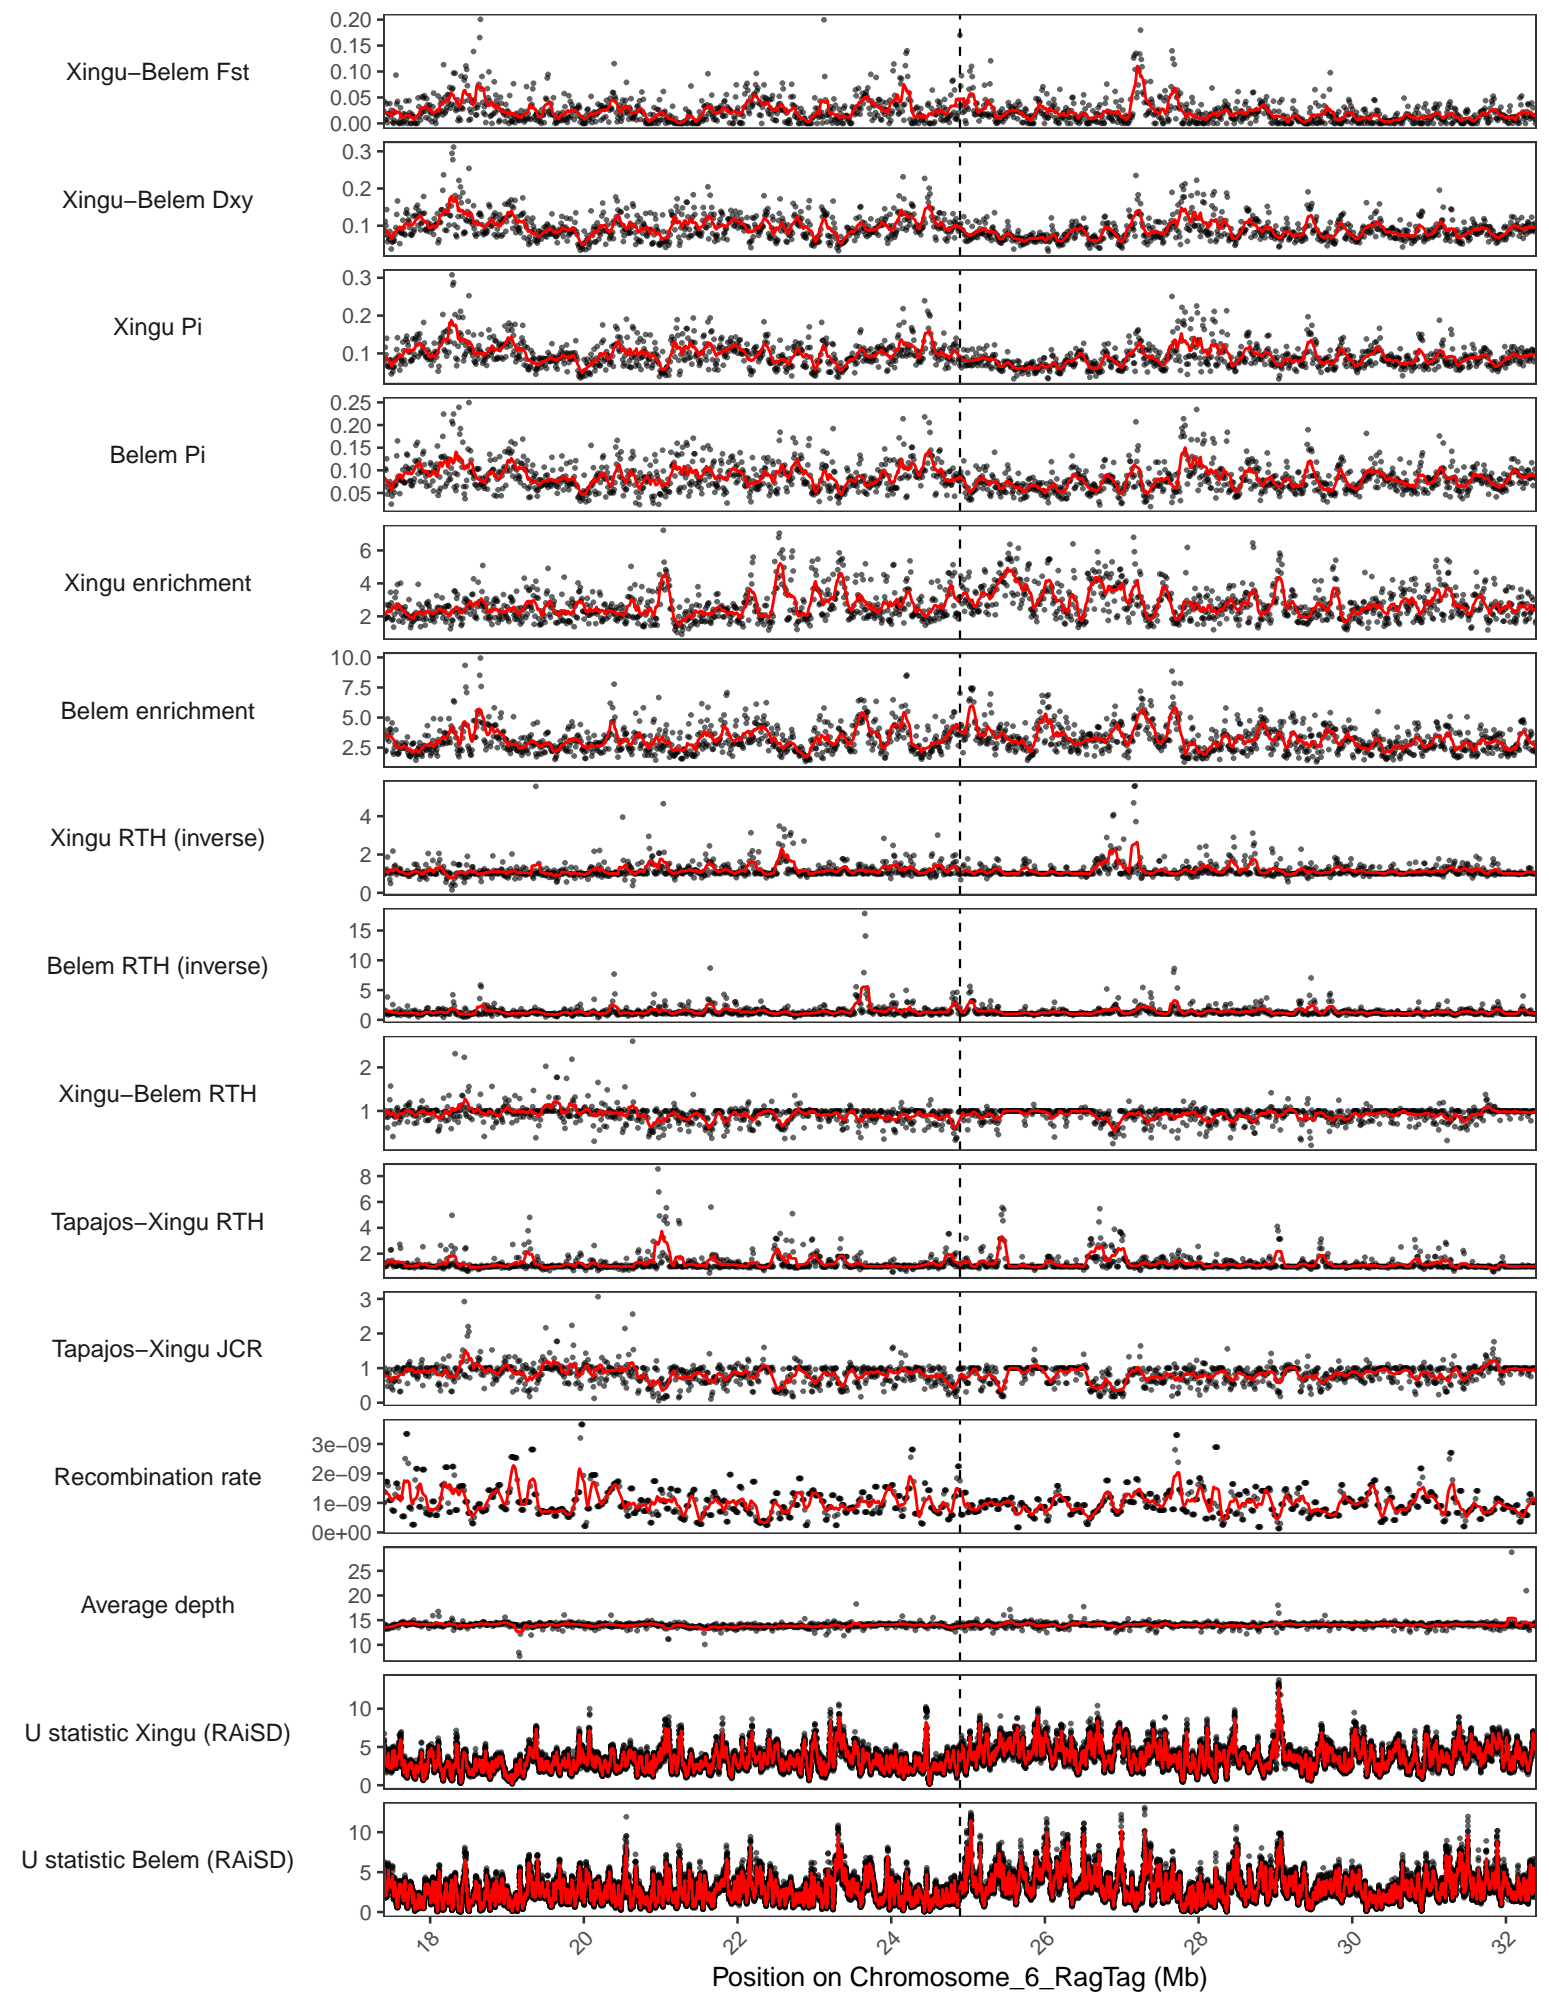 Xingu−Belem Fst
0.20
0.15
0.10
0.05
0.00
Xingu−Belem Dxy
0.3
0.2
0.1
Xingu Pi
0.3
0.2
0.1
Belem Pi
0.25
0.20
0.15
0.10
0.05
Xingu enrichment
6
4
2
Belem enrichment
10.0
7.5
5.0
2.5
Xingu RTH (inverse)
4
2
0
Belem RTH (inverse)
15
10
5
0
Xingu−Belem RTH
2
1
Tapajos−Xingu RTH
8
6
4
2
Tapajos−Xingu JCR
3
2
1
0
Recombination rate
3e−09
2e−09
1e−09
0e+00
Average depth
25
20
15
10
U statistic Xingu (RAiSD)
10
5
0
U statistic Belem (RAiSD)
10
5
0
18 20 22 24 26 28 30 32
Position on Chromosome_6_RagTag (Mb)